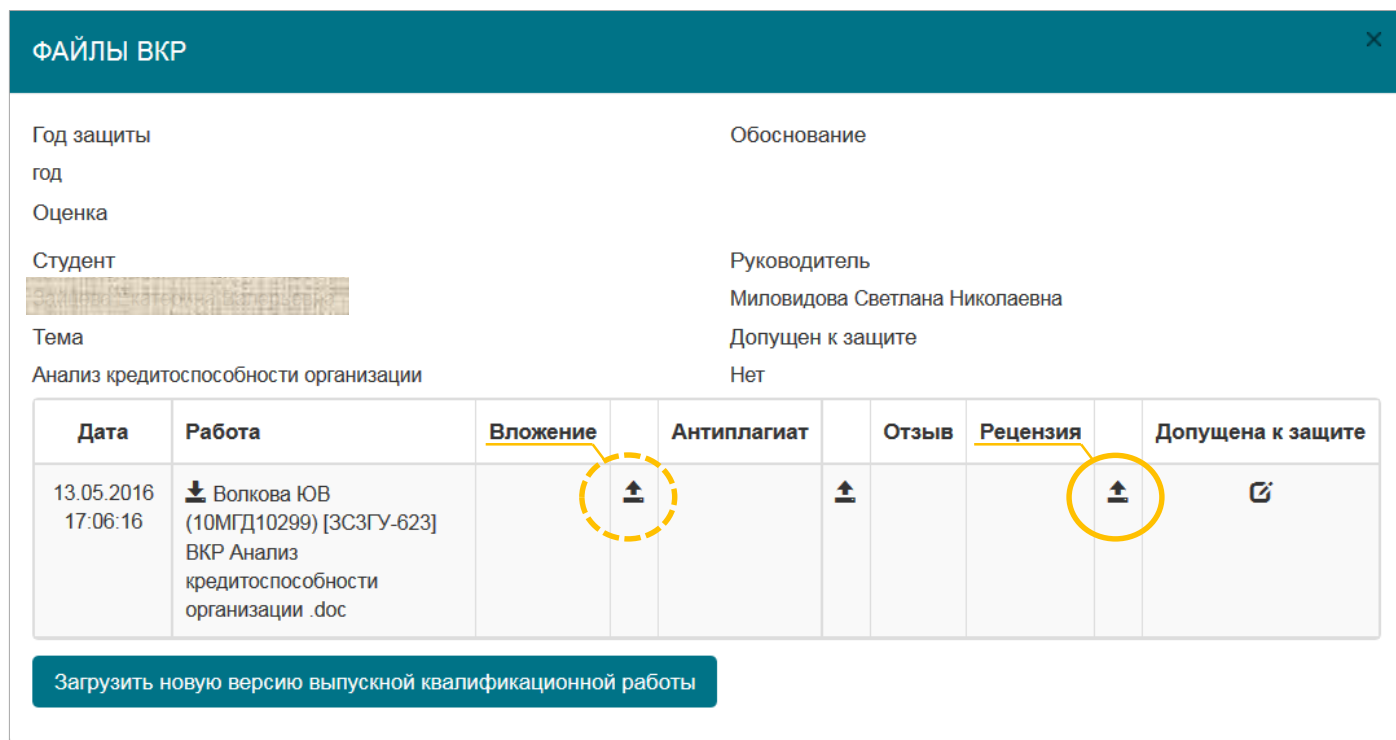 ФАЙЛЫ ВКР
×
Год защиты
Обоснование
год
Оценка
Студент
Руководитель
Миловидова Светлана Николаевна
Тема
Допущен к защите
Анализ кредитоспособности организации
Нет
Дата Работа Вложение Антиплагиат Отзыв Рецензия Допущена к защите
13.05.2016
17:06:16
Волкова ЮВ
(10МГД10299) [ЗСЗГУ-623]
ВКР Анализ
кредитоспособности
организации .doc
Загрузить новую версию выпускной квалификационной работы